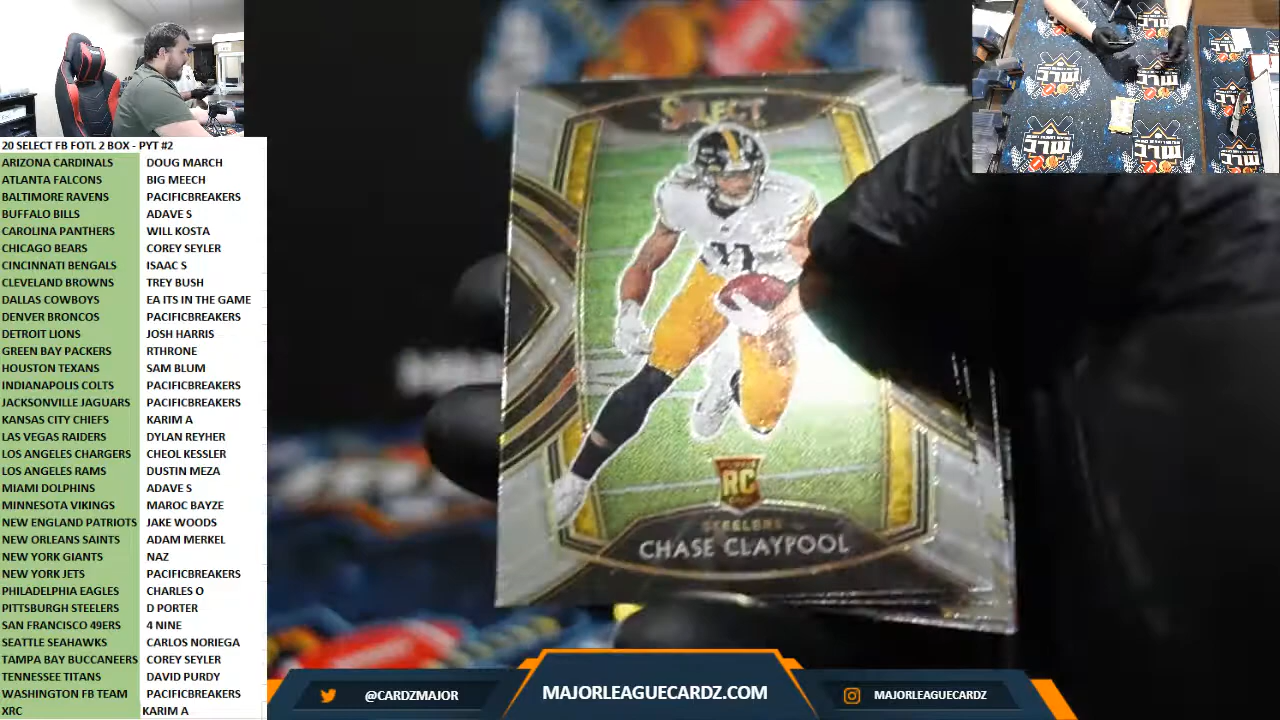 20 SELECT FB FOTL 2 BOX - PYT #2
ARIZONA CARDINALS DOUG MARCH
ATLANTA FALCONS BIG MEECH
BALTIMORE RAVENS PACIFICBREAKERS
BUFFALO BILLS ADAVE S
CAROLINA PANTHERS WILL KOSTA
CHICAGO BEARS COREY SEYLER
CINCINNATI BENGALS ISAAC S
CLEVELAND BROWNS TREY BUSH
DALLAS COWBOYS EA ITS IN THE GAME
DENVER BRONCOS PACIFICBREAKERS
DETROIT LIONS JOSH HARRIS
GREEN BAY PACKERS RTHRONE
HOUSTON TEXANS SAM BLUM
INDIANAPOLIS COLTS PACIFICBREAKERS
JACKSONVILLE JAGUARS PACIFICBREAKERS
KANSAS CITY CHIEFS KARIM A
LAS VEGAS RAIDERS DYLAN REYHER
LOS ANGELES CHARGERS CHEOL KESSLER
LOS ANGELES RAMS DUSTIN MEZA
MIAMI DOLPHINS ADAVE S
MINNESOTA VIKINGS MAROC BAYZE
NEW ENGLAND PATRIOTS JAKE WOODS
NEW ORLEANS SAINTS ADAM MERKEL
NEW YORK GIANTS NAZ
NEW YORK JETS PACIFICBREAKERS
PHILADELPHIA EAGLES CHARLES O
PITTSBURGH STEELERS D PORTER
SAN FRANCISCO 49ERS 4 NINE
SEATTLE SEAHAWKS CARLOS NORIEGA
TAMPA BAY BUCCANEERS COREY SEYLER
TENNESSEE TITANS DAVID PURDY
WASHINGTON FB TEAM PACIFICBREAKERS
XRC KARIM A
SELECT
11
RC
STEELERS
CHASE CLAYPOOL
@CARDZMAJOR
MAJORLEAGUECARDZ.COM
MAJORLEAGUECARDZ